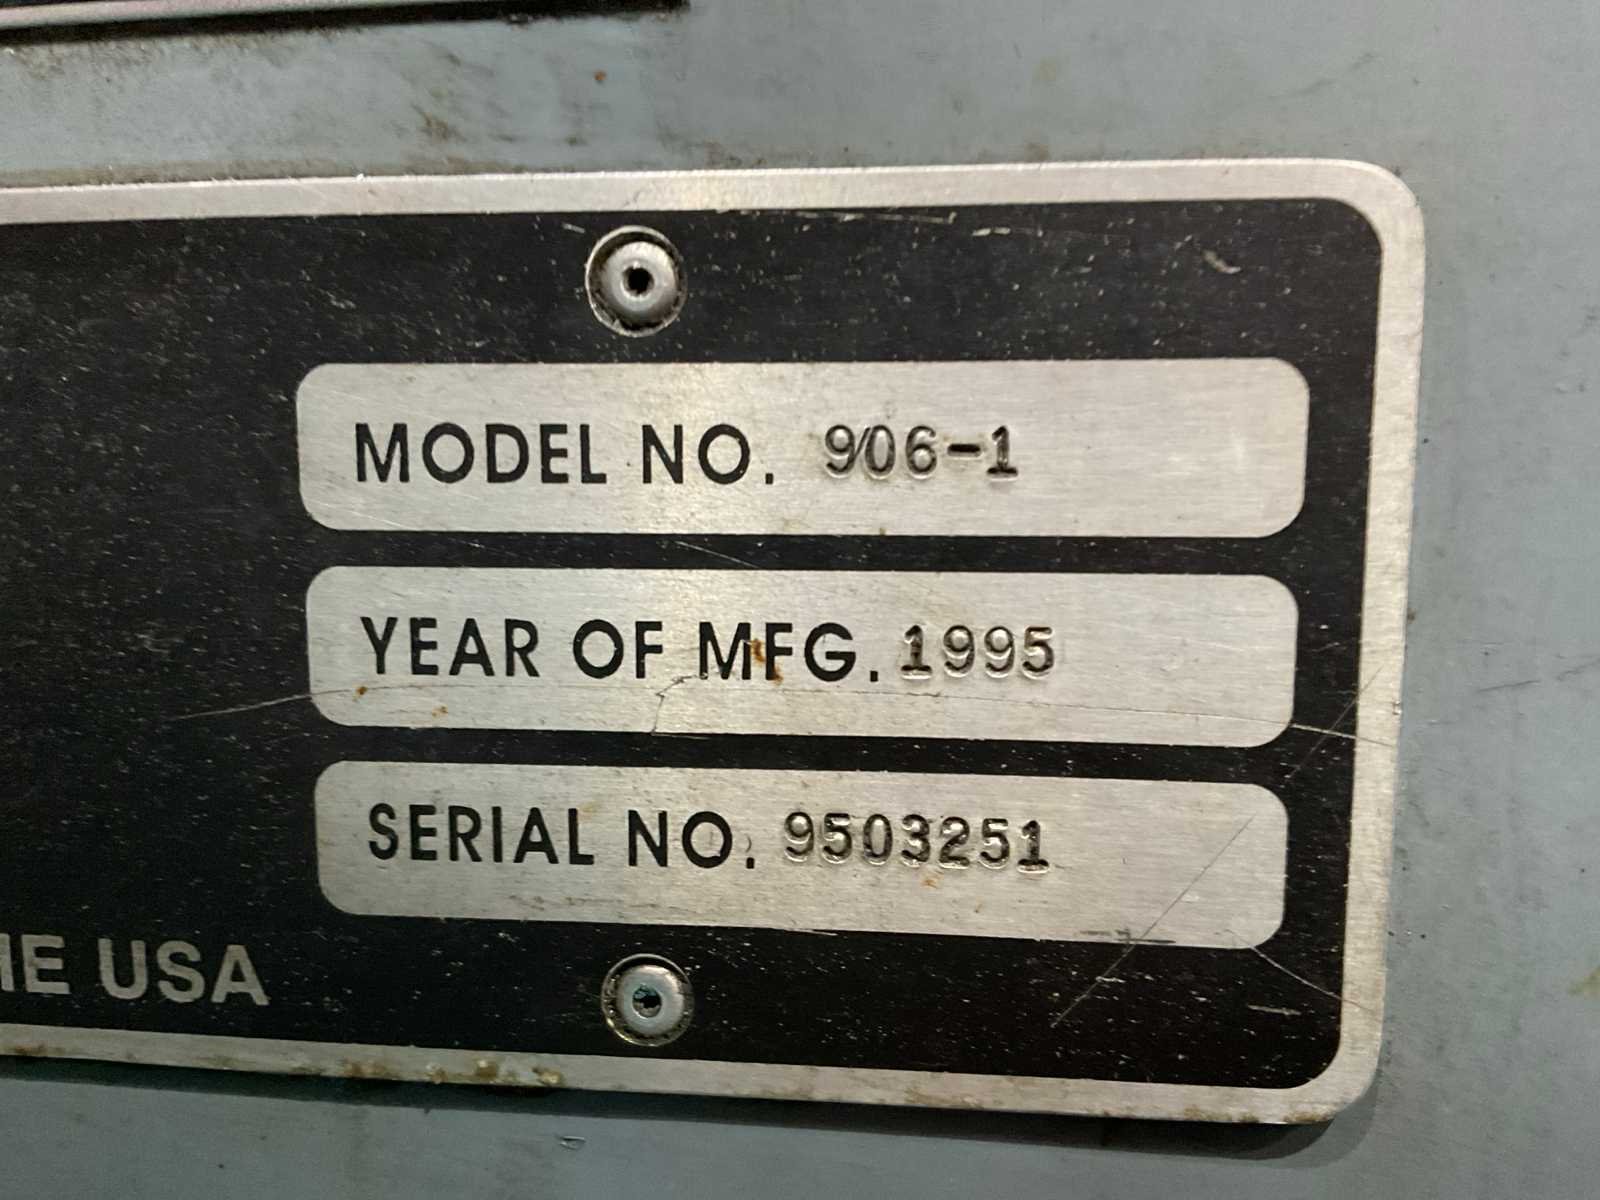 MODEL NO. 906-1
YEAR OF MFG. 1995
SERIAL NO. 9503251
USA